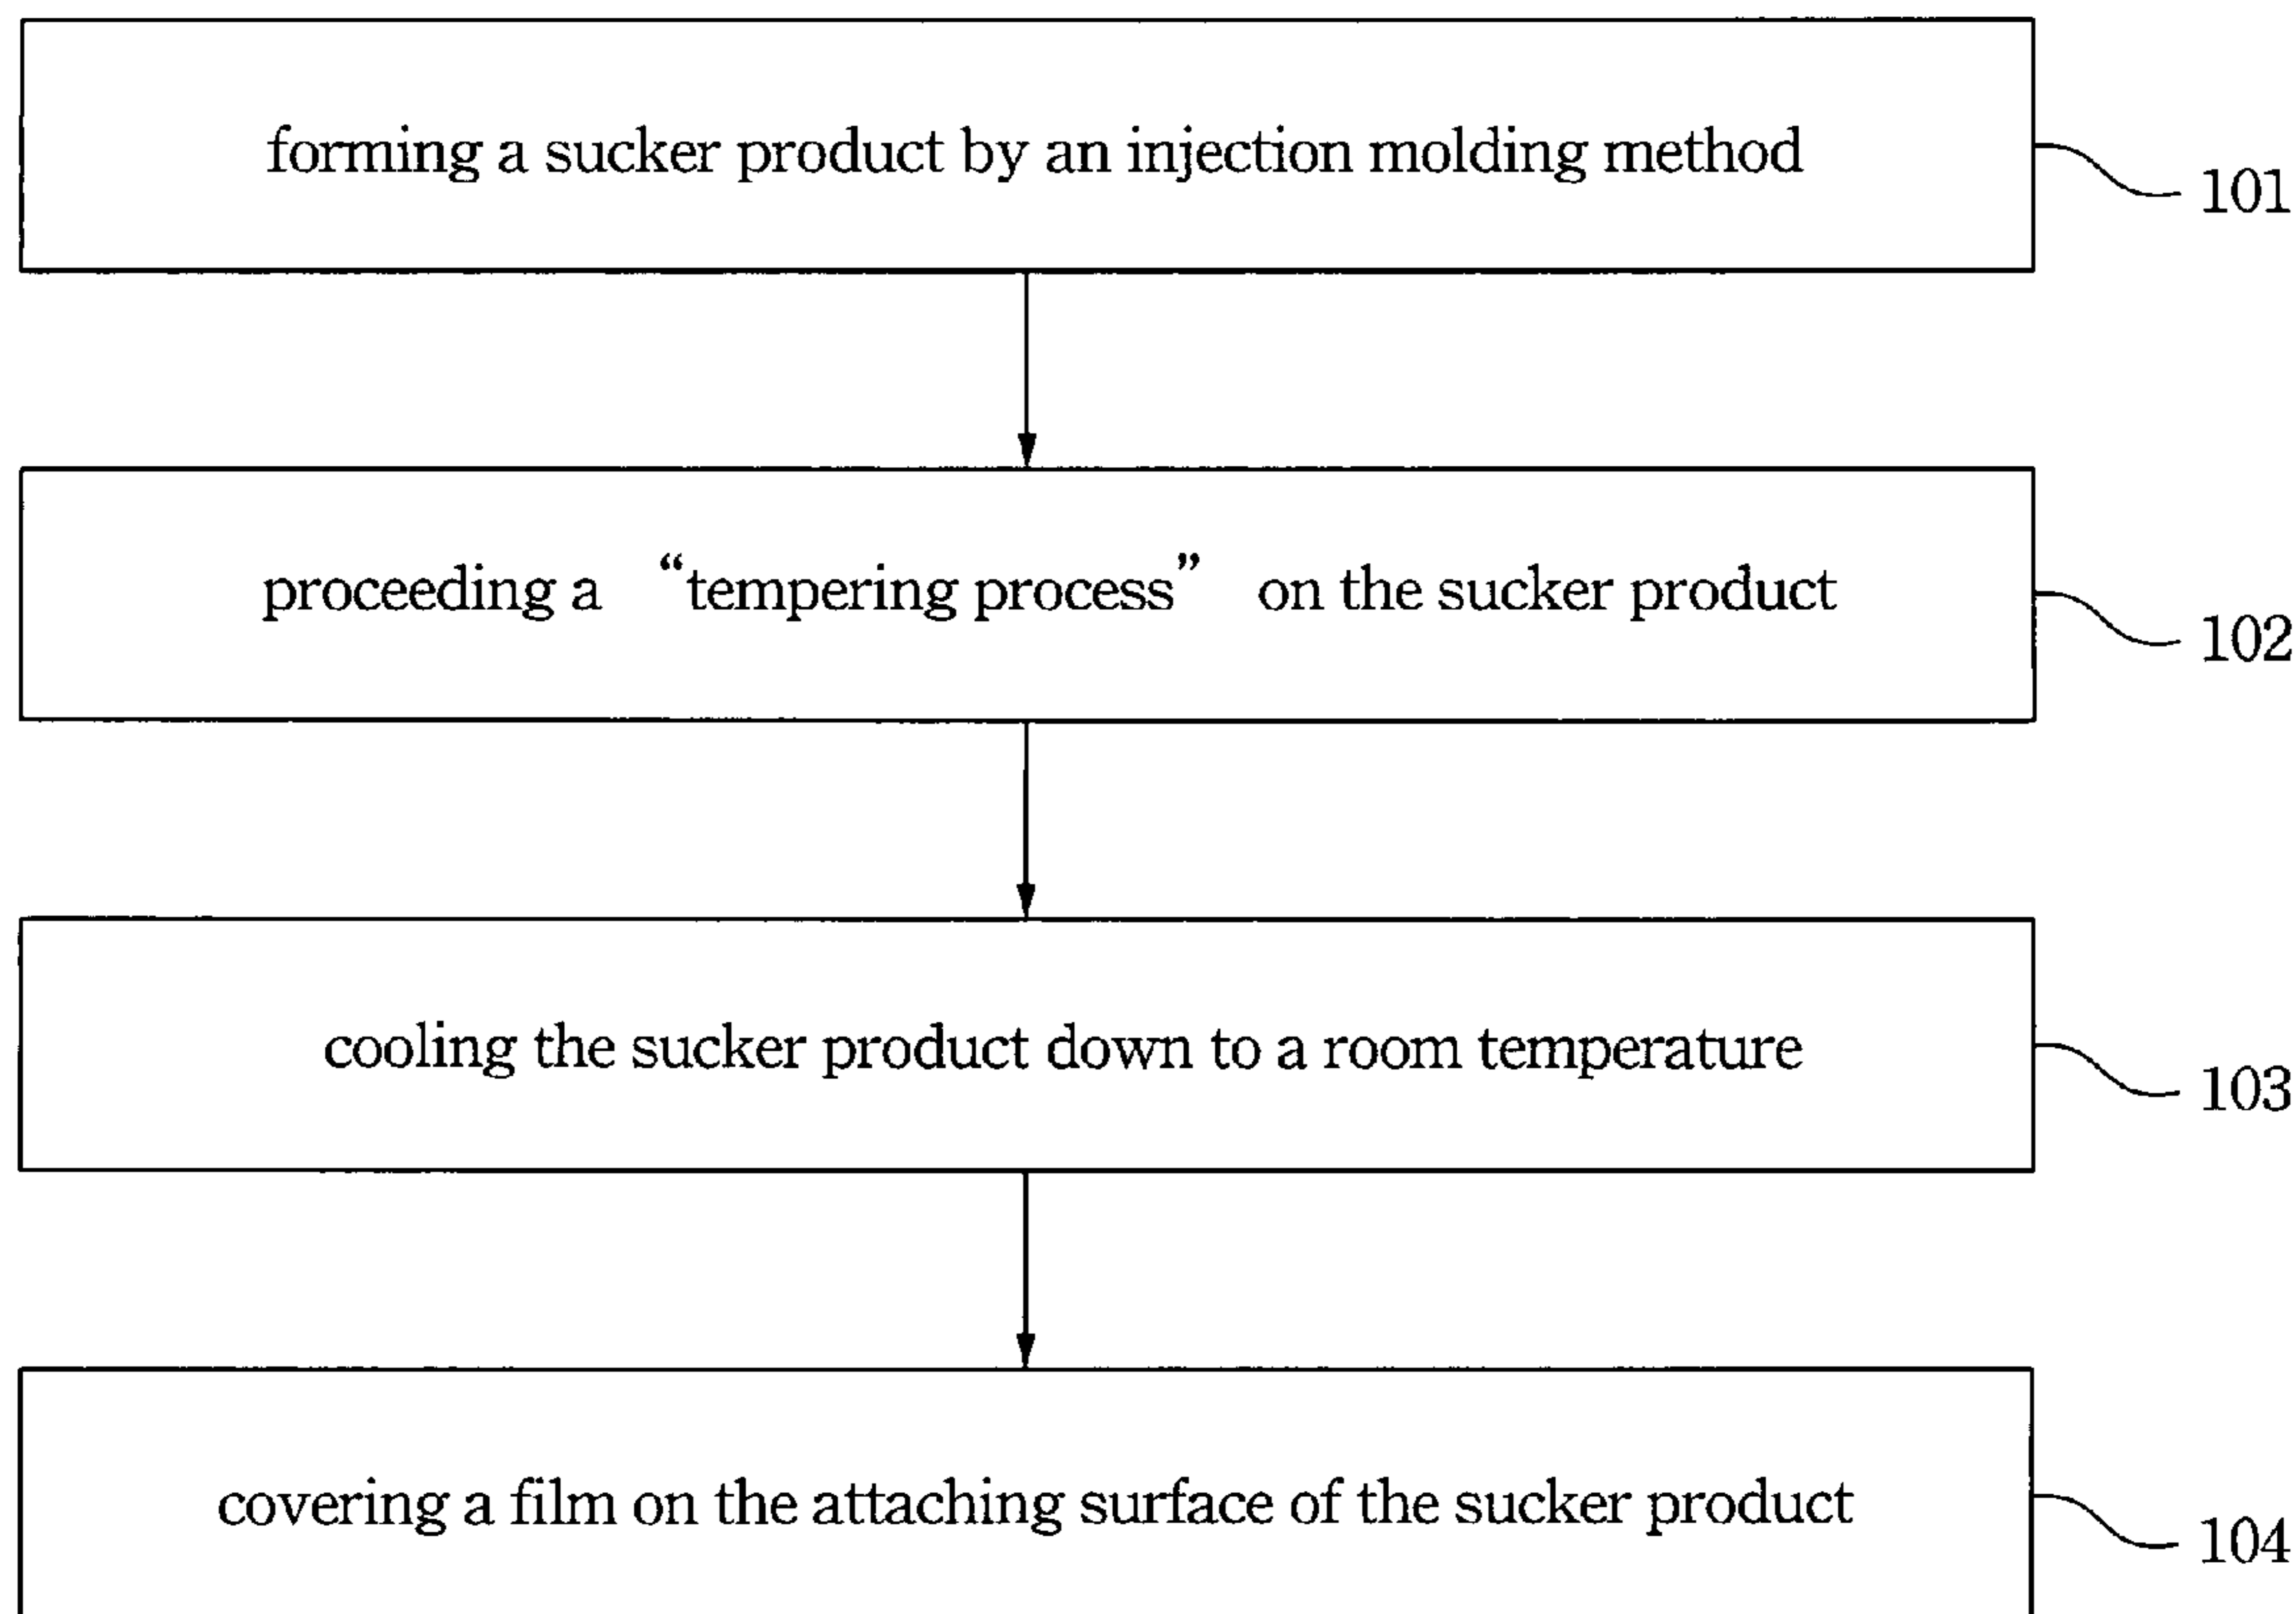 forming a sucker product by an injection molding method
101
proceeding a “tempering process” on the sucker product
102
cooling the sucker product down to a room temperature
103
covering a film on the attaching surface of the sucker product
104